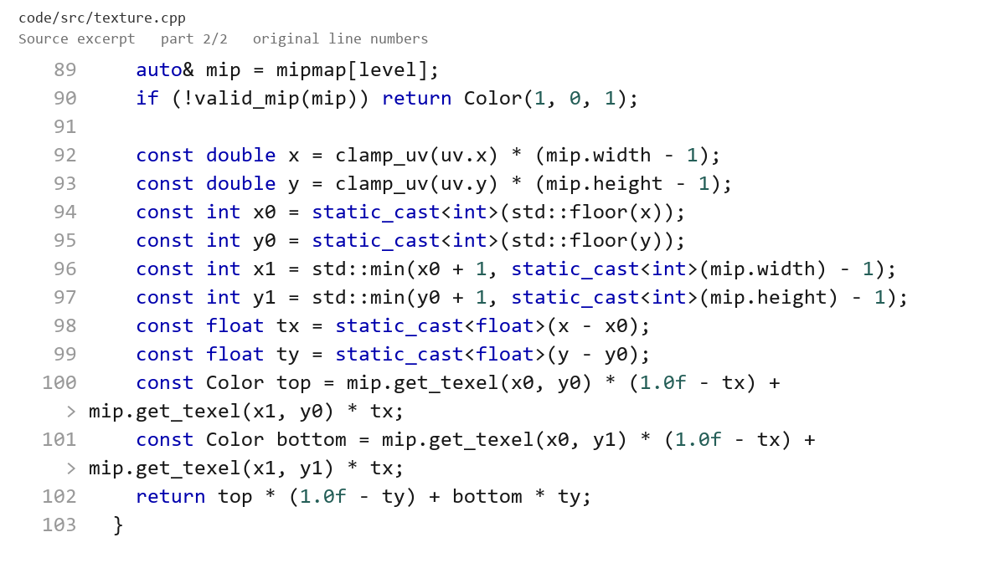 code/src/texture.cpp
Source excerpt   part 2/2   original line numbers
89     auto& mip = mipmap[level];
90     if (!valid_mip(mip)) return Color(1, 0, 1);
91
92     const double x = clamp_uv(uv.x) * (mip.width - 1);
93     const double y = clamp_uv(uv.y) * (mip.height - 1);
94     const int x0 = static_cast<int>(std::floor(x));
95     const int y0 = static_cast<int>(std::floor(y));
96     const int x1 = std::min(x0 + 1, static_cast<int>(mip.width) - 1);
97     const int y1 = std::min(y0 + 1, static_cast<int>(mip.height) - 1);
98     const float tx = static_cast<float>(x - x0);
99     const float ty = static_cast<float>(y - y0);
100     const Color top = mip.get_texel(x0, y0) * (1.0f - tx) +
> mip.get_texel(x1, y0) * tx;
101     const Color bottom = mip.get_texel(x0, y1) * (1.0f - tx) +
> mip.get_texel(x1, y1) * tx;
102     return top * (1.0f - ty) + bottom * ty;
103   }